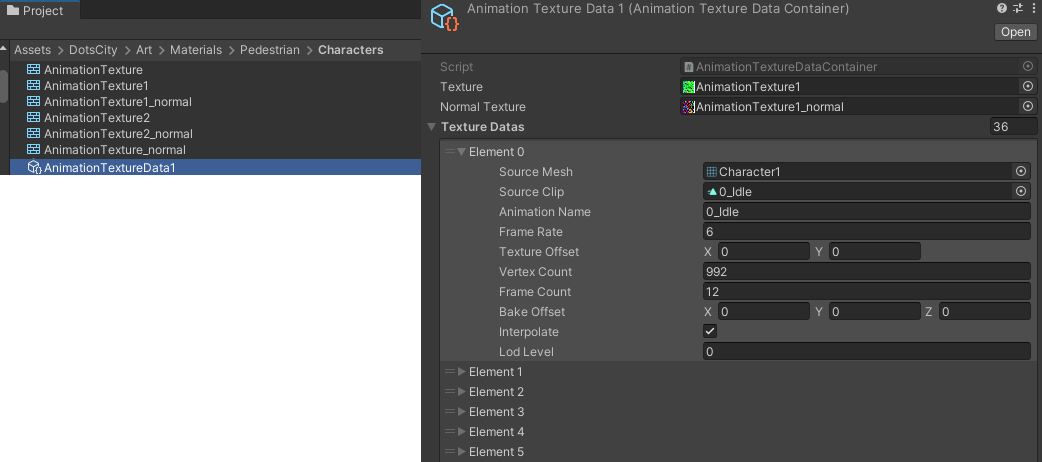 Project
Assets > DotsCity > Art > Materials > Pedestrian > Characters
AnimationTexture
AnimationTexture1
AnimationTexture1_normal
AnimationTexture2
AnimationTexture2_normal
AnimationTexture_normal
AnimationTextureData1
Animation Texture Data 1 (Animation Texture Data Container)
Open
Script AnimationTextureDataContainer
Texture AnimationTexture1
Normal Texture AnimationTexture1_normal
Texture Datas 36
Element 0
Source Mesh Character1
Source Clip 0_Idle
Animation Name 0_Idle
Frame Rate 6
Texture Offset X 0 Y 0
Vertex Count 992
Frame Count 12
Bake Offset X 0 Y 0 Z 0
Interpolate
Lod Level 0
Element 1
Element 2
Element 3
Element 4
Element 5